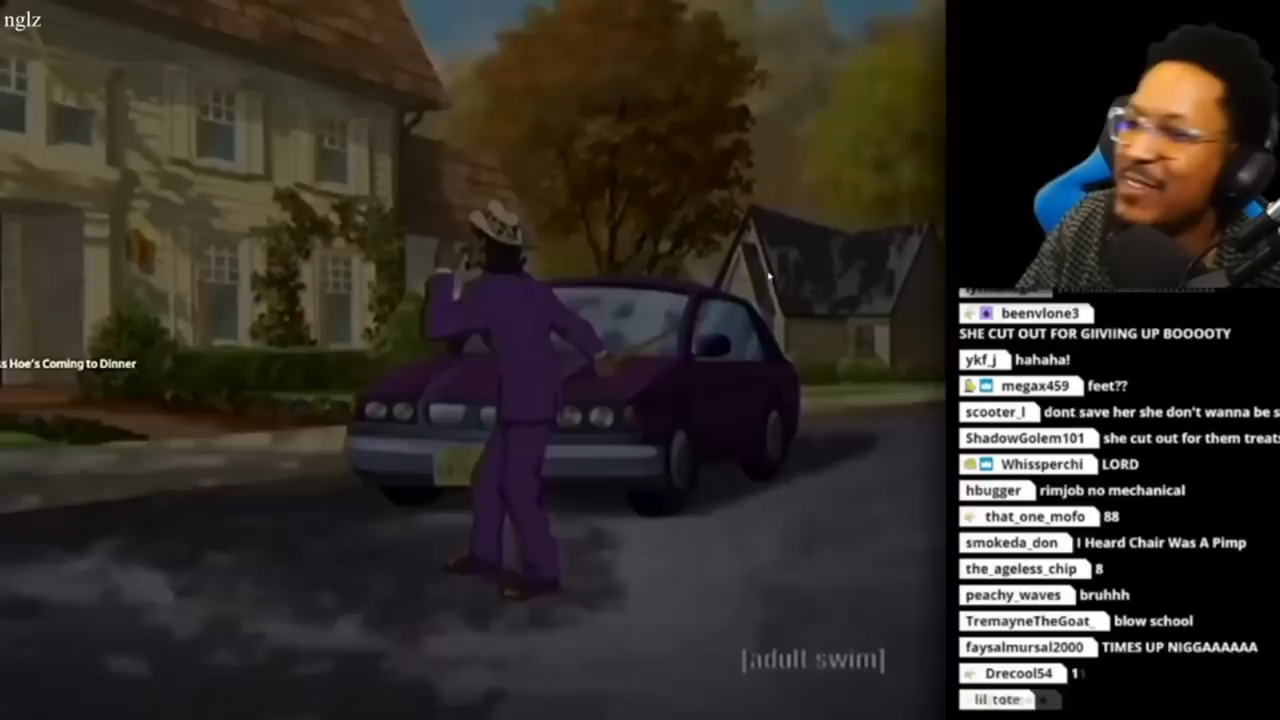 nglz
s Hoe's Coming to Dinner
[adult swim]
beenvlone3
SHE CUT OUT FOR GIIVIING UP BOOOOTY
ykf_j hahaha!
megax459 feet??
scooter_l dont save her she don't wanna be s
ShadowGolem101 she cut out for them treats
Whissperchi LORD
hbugger rimjob no mechanical
that_one_mofo 88
smokeda_don I Heard Chair Was A Pimp
the_ageless_chip 8
peachy_waves bruhhh
TremayneTheGoat_ blow school
faysalmursal2000 TIMES UP NIGGAAAAAA
Drecool54 1
lil_tote